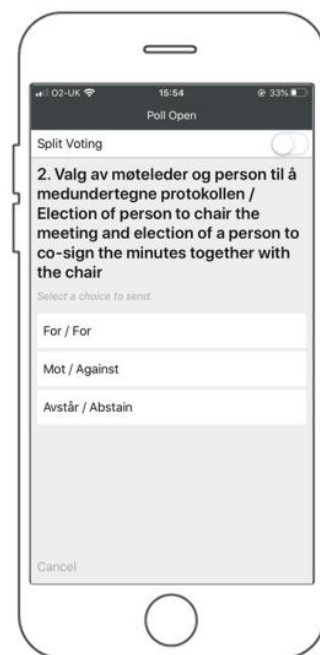 O2-UK 15:54 33%
Poll Open
Split Voting
2. Valg av møteleder og person til å
medundertegne protokollen /
Election of person to chair the
meeting and election of a person to
co-sign the minutes together with
the chair
Select a choice to send.
For / For
Mot / Against
Avstår / Abstain
Cancel